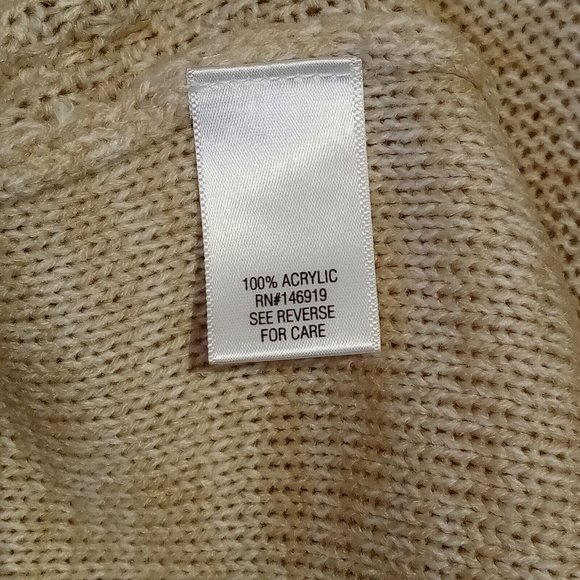 100% ACRYLIC
RN#146919
SEE REVERSE
FOR CARE